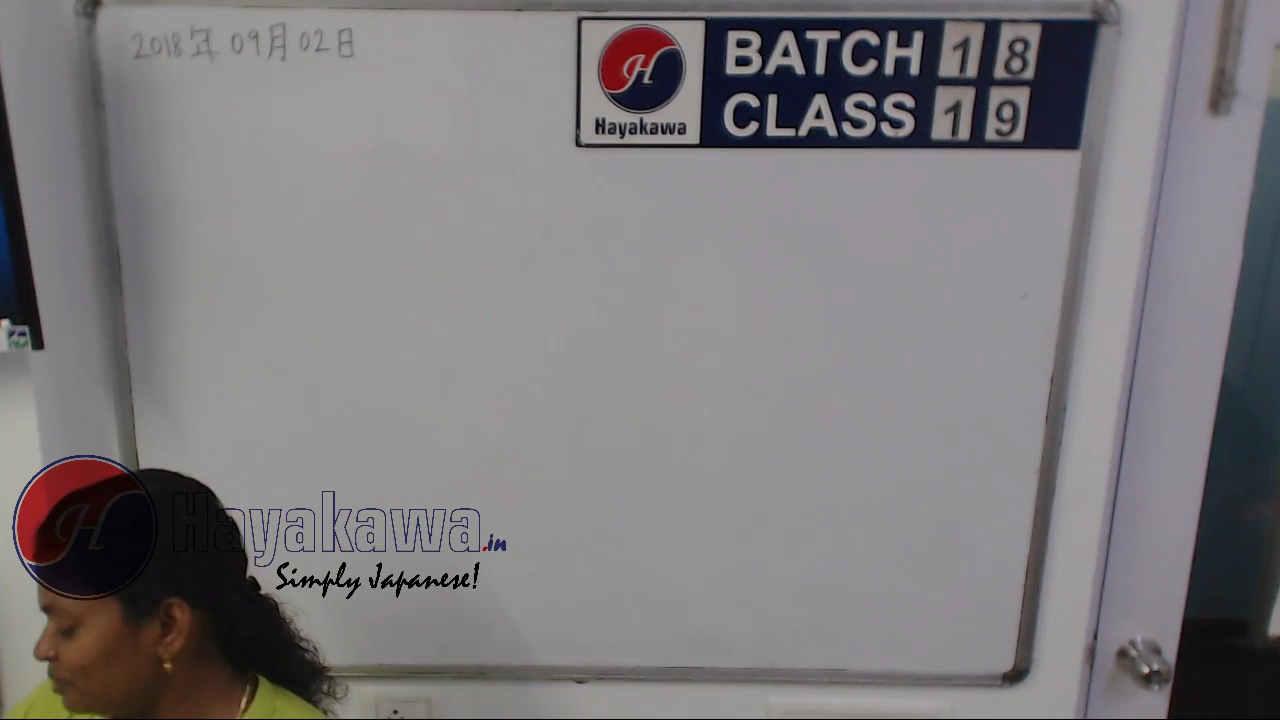 2018年 09月 02日
BATCH 18
CLASS 19
H
Hayakawa
H
Hayakawa.in
Simply Japanese!